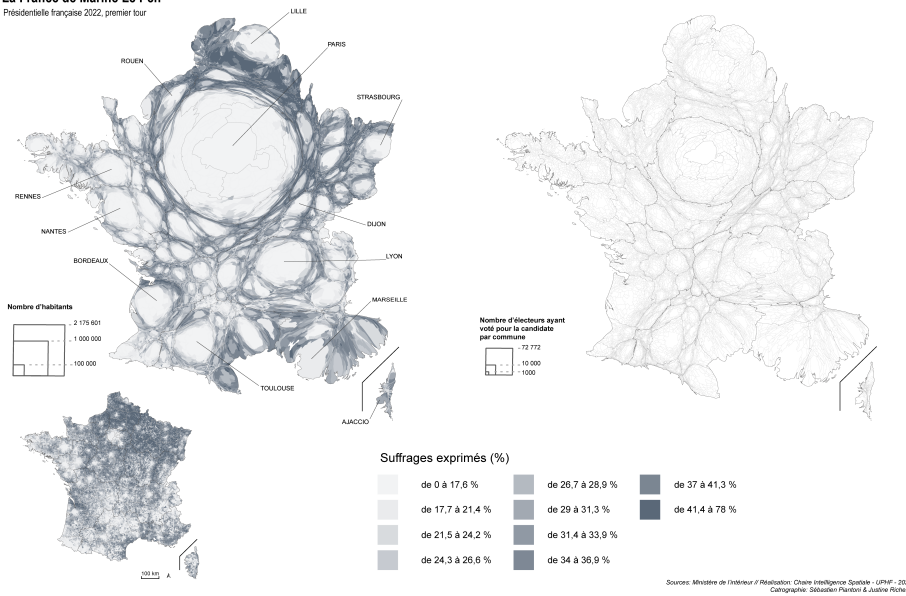 Présidentielle française 2022, premier tour
LILLE
PARIS
ROUEN
STRASBOURG
RENNES
NANTES
DIJON
BORDEAUX
LYON
MARSEILLE
Nombre d'habitants
2 175 601
1 000 000
100 000
TOULOUSE
AJACCIO
Nombre d'électeurs ayant
voté pour la candidate
par commune
72 772
10 000
1000
100 km
Suffrages exprimés (%)
de 0 à 17,6 %
de 17,7 à 21,4 %
de 21,5 à 24,2 %
de 24,3 à 26,6 %
de 26,7 à 28,9 %
de 29 à 31,3 %
de 31,4 à 33,9 %
de 34 à 36,9 %
de 37 à 41,3 %
de 41,4 à 78 %
Sources: Ministère de l'Intérieur // Réalisation: Chaire Intelligence Spatiale - UPHF - 20
Catrographie: Sébastien Piantoni & Justine Riche